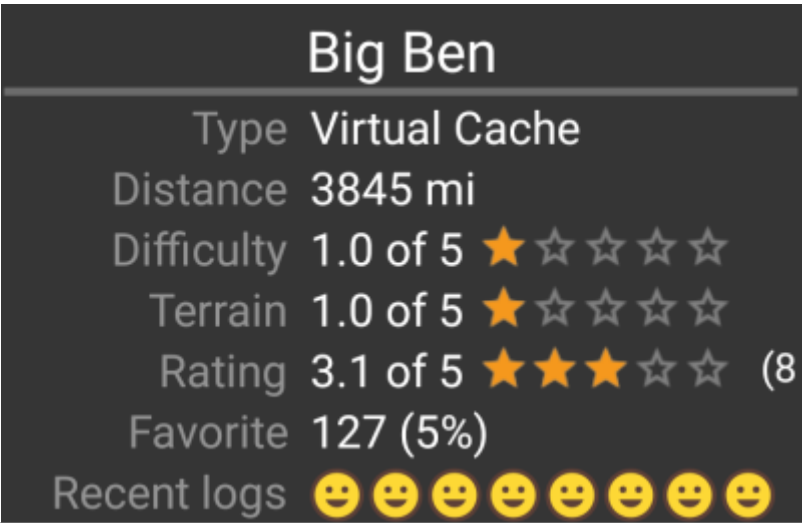 Big Ben
Type Virtual Cache
Distance 3845 mi
Difficulty 1.0 of 5
Terrain 1.0 of 5
Rating 3.1 of 5 (8
Favorite 127 (5%)
Recent logs